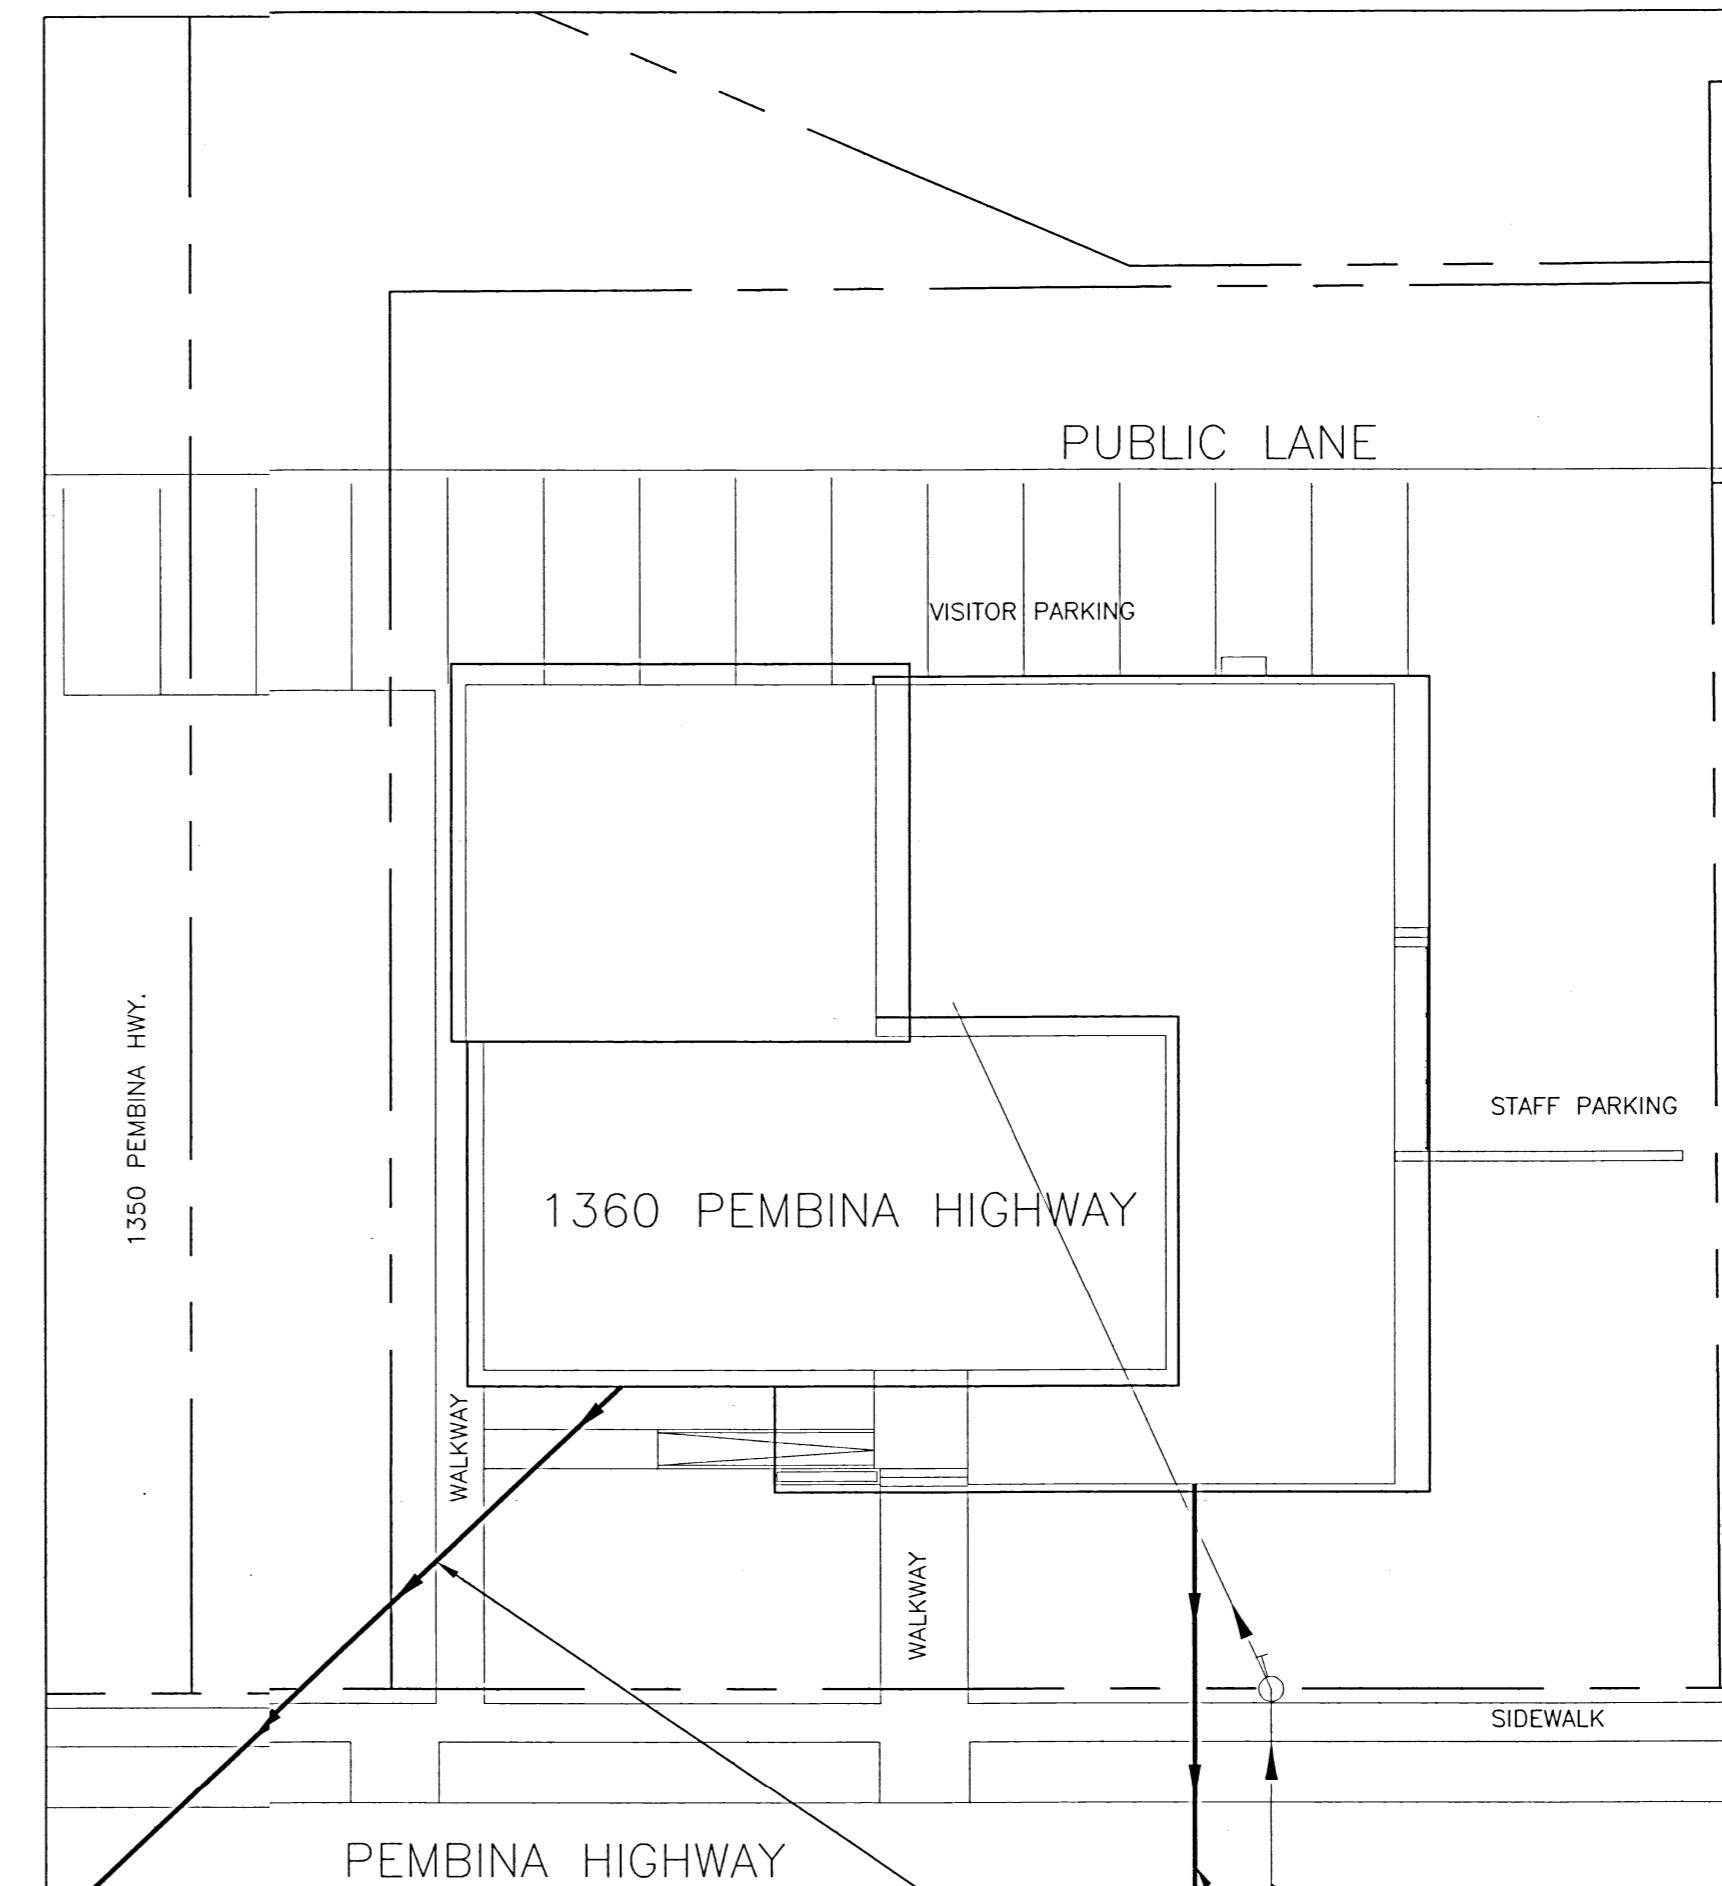 PUBLIC LANE
VISITOR PARKING
1350 PEMBINA HWY.
STAFF PARKING
1360 PEMBINA HIGHWAY
WALKWAY
WALKWAY
SIDEWALK
PEMBINA HIGHWAY